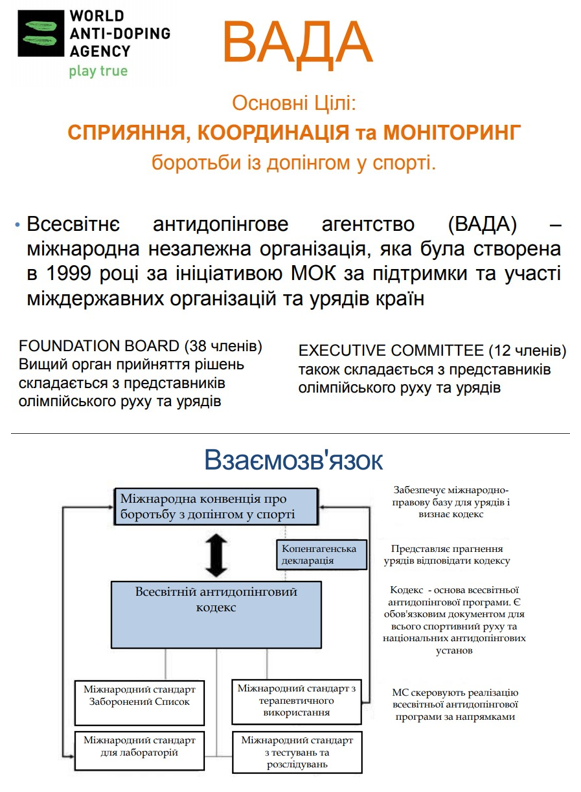 WORLD
ANTI-DOPING
AGENCY
play true
ВАДА
Основні Цілі:
СПРИЯННЯ, КООРДИНАЦІЯ та МОНІТОРИНГ
боротьби із допінгом у спорті.
• Всесвітнє антидопінгове агентство (ВАДА) –
міжнародна незалежна організація, яка була створена
в 1999 році за ініціативою МОК за підтримки та участі
міждержавних організацій та урядів країн
FOUNDATION BOARD (38 членів)
Вищий орган прийняття рішень
складається з представників
олімпійського руху та урядів
EXECUTIVE COMMITTEE (12 членів)
також складається з представників
олімпійського руху та урядів
Взаємозв'язок
Міжнародна конвенція про
боротьбу з допінгом у спорті
Забезпечує міжнародно-
правову базу для урядів і
визнає кодекс
Копенгагенська
декларація
Представляє прагнення
урядів відповідати кодексу
Всесвітній антидопінговий
кодекс
Кодекс - основа всесвітньої
антидопінгової програми. Є
обов'язковим документом для
всього спортивний руху та
національних антидопінгових
установ
Міжнародний стандарт
Заборонений Список
Міжнародний стандарт з
терапевтичного
використання
МС скеровують реалізацію
всесвітньої антидопінгової
програми за напрямками
Міжнародний стандарт
для лабораторій
Міжнародний стандарт
з тестувань та
розслідувань